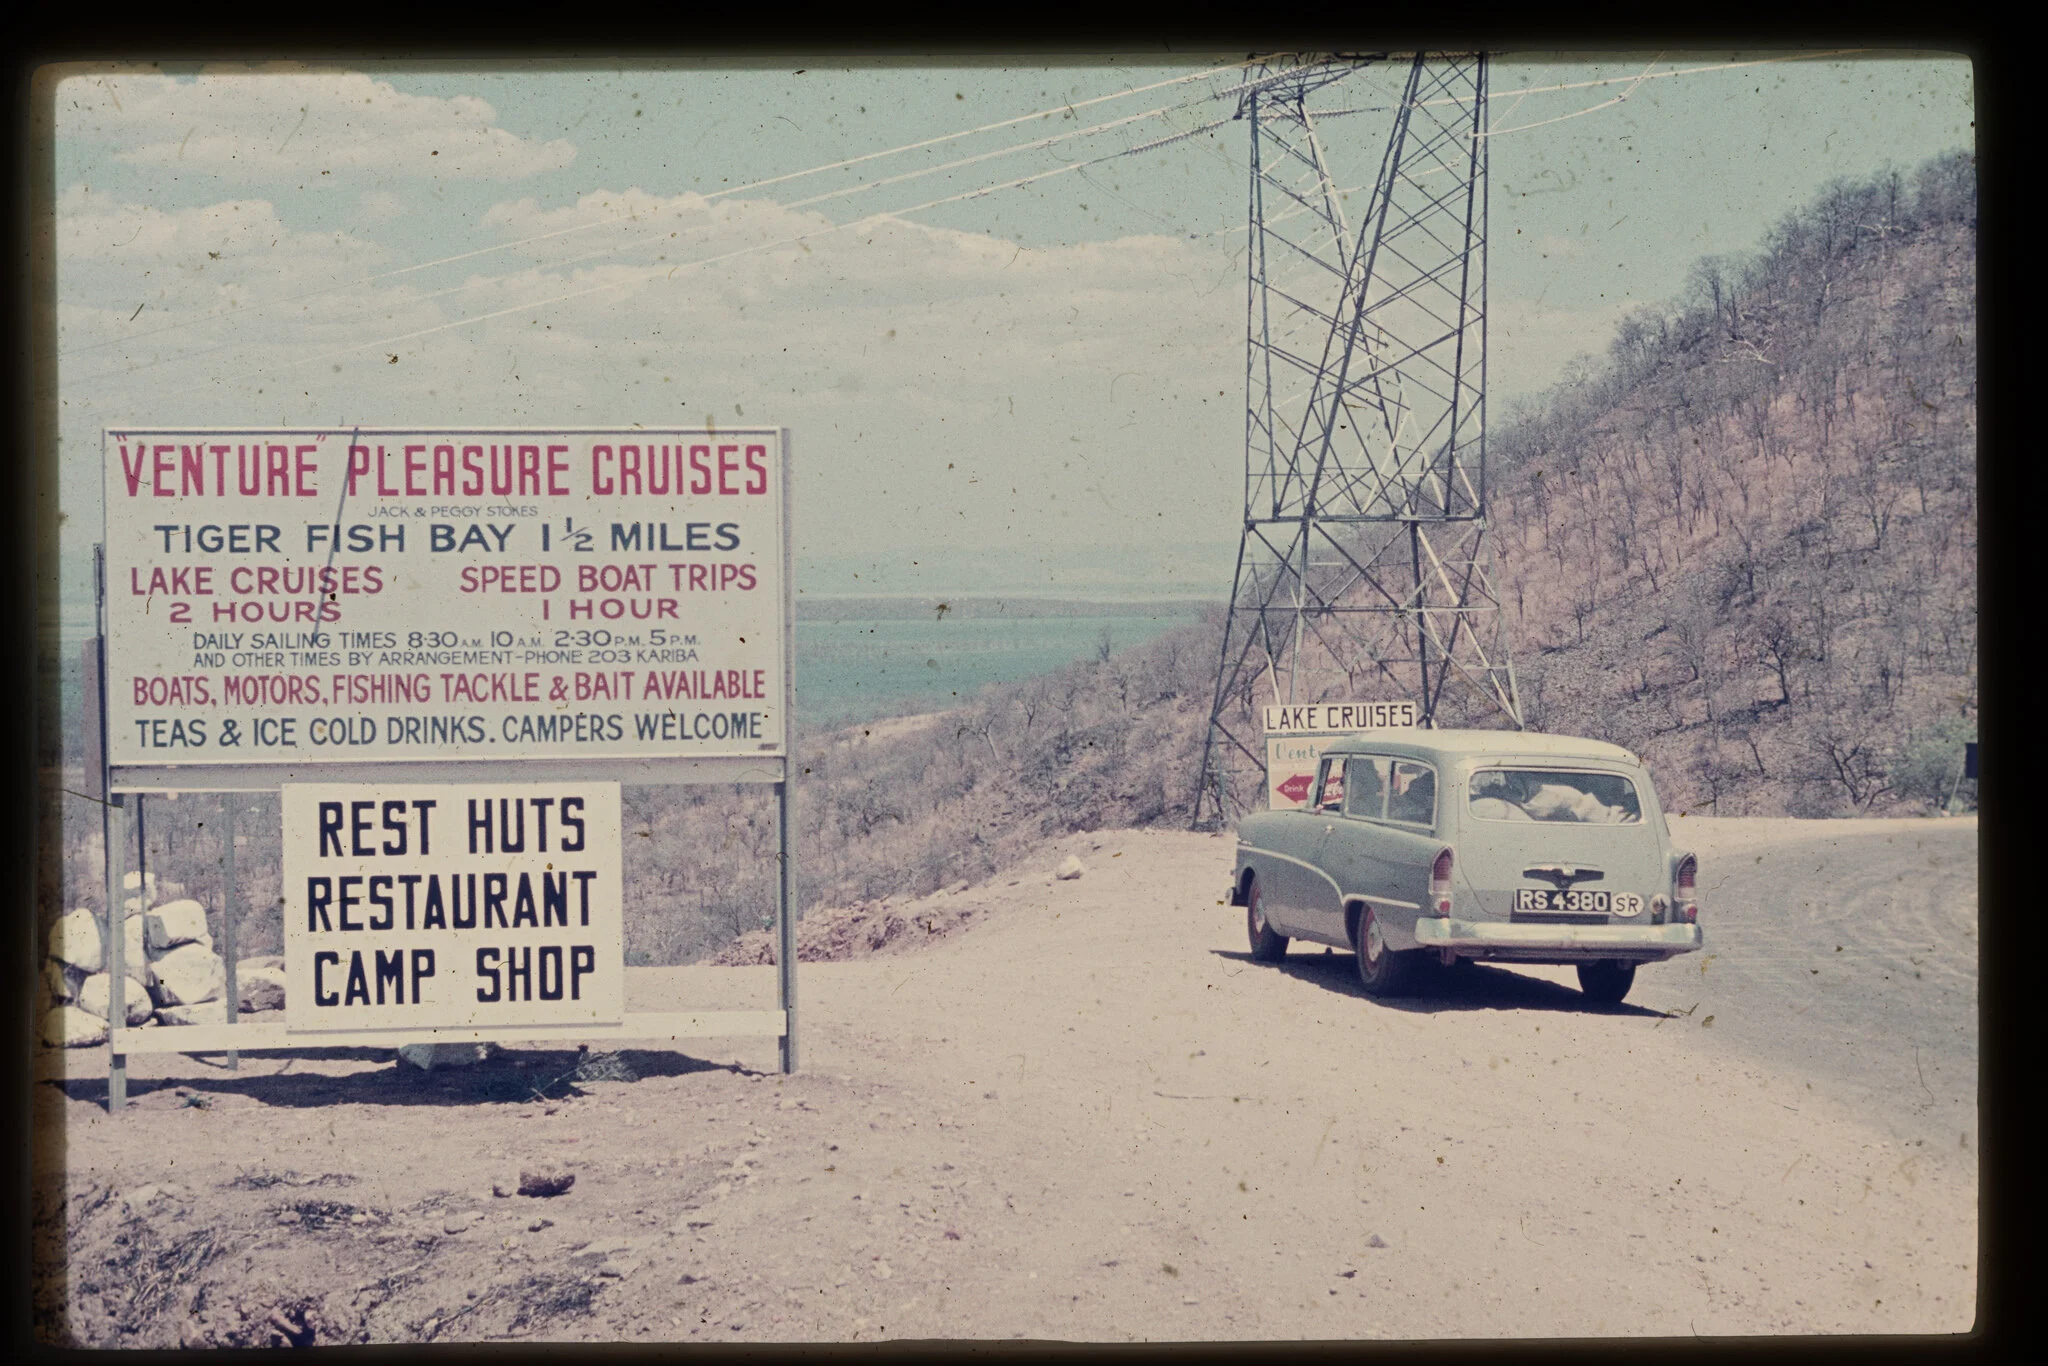 "VENTURE" PLEASURE CRUISES
JACK & PEGGY STOKES
TIGER FISH BAY 1 ½ MILES
LAKE CRUISES SPEED BOAT TRIPS
2 HOURS 1 HOUR
DAILY SAILING TIMES 8·30 A.M. 10 A.M. 2·30 P.M. 5 P.M.
AND OTHER TIMES BY ARRANGEMENT-PHONE 203 KARIBA
BOATS, MOTORS, FISHING TACKLE & BAIT AVAILABLE
TEAS & ICE COLD DRINKS. CAMPERS WELCOME
REST HUTS
RESTAURANT
CAMP SHOP
LAKE CRUISES
Drink
RS 4380 SR